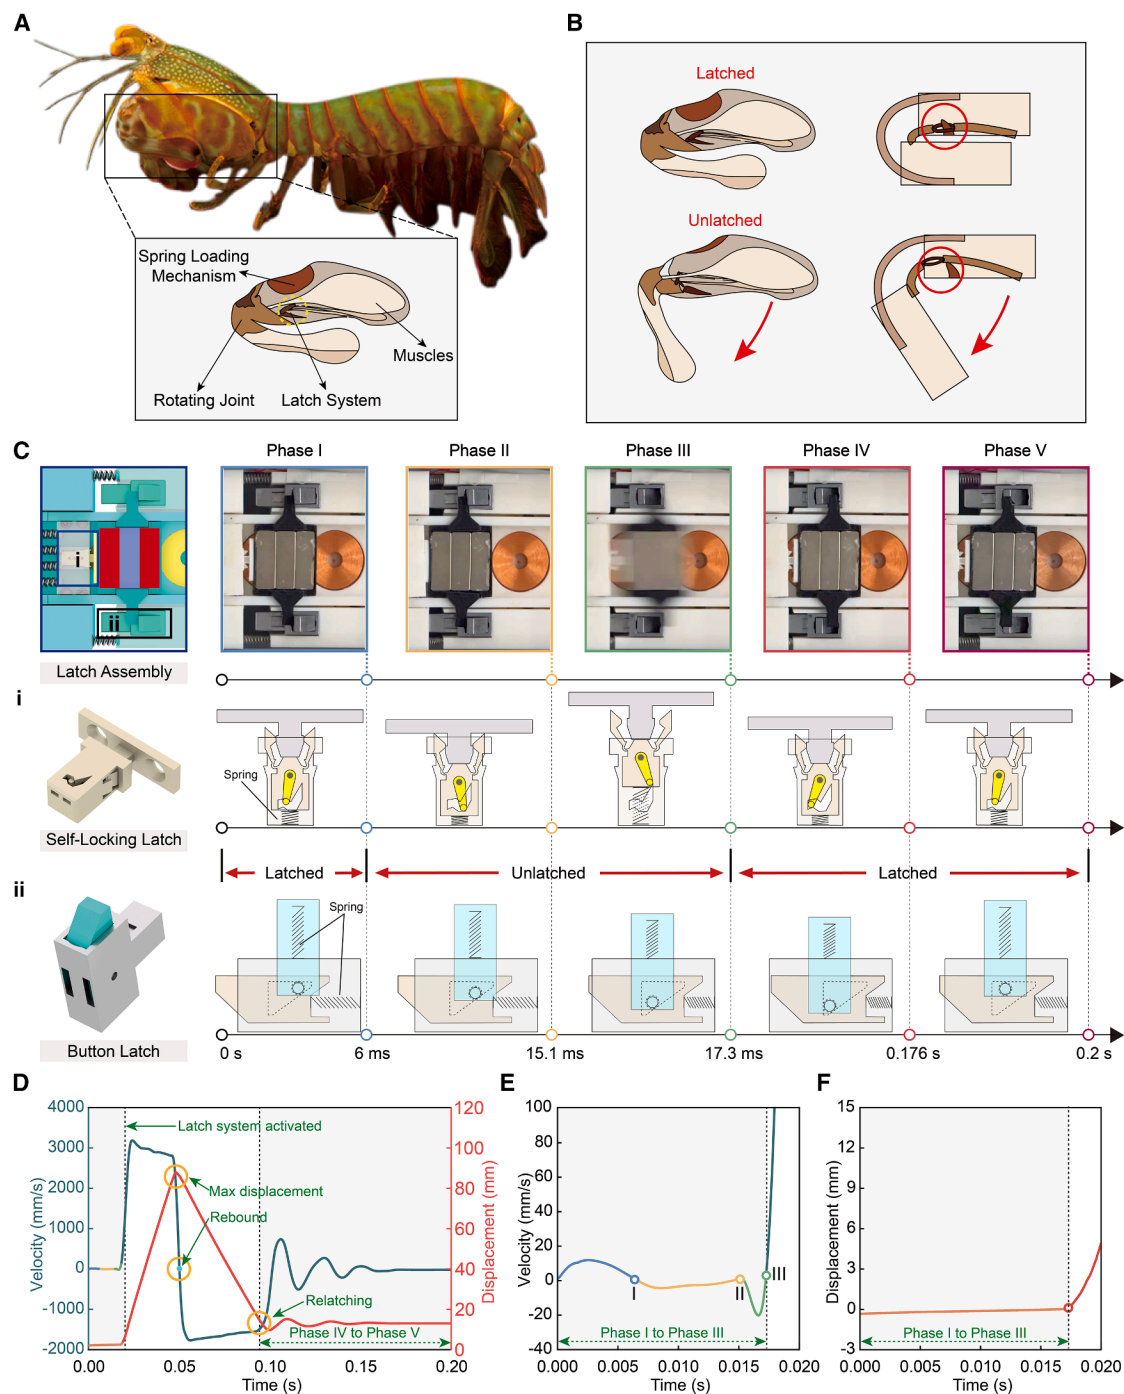 A
Spring Loading
Mechanism
Muscles
Rotating Joint
Latch System
B
Latched
Unlatched
C
Phase I
Phase II
Phase III
Phase IV
Phase V
i
ii
Latch Assembly
i
Spring
Self-Locking Latch
Latched
Unlatched
Latched
ii
Spring
Button Latch
0 s
6 ms
15.1 ms
17.3 ms
0.176 s
0.2 s
D
4000
3000
2000
1000
0
-1000
-2000
Velocity (mm/s)
Latch system activated
Max displacement
Rebound
Relatching
Phase IV to Phase V
120
100
80
60
40
20
0
Displacement (mm)
0.00
0.05
0.10
0.15
0.20
Time (s)
E
100
80
60
40
20
0
-20
-40
Velocity (mm/s)
I
II
III
Phase I to Phase III
0.000
0.005
0.010
0.015
0.020
Time (s)
F
15
12
9
6
3
0
-3
Displacement (mm)
Phase I to Phase III
0.000
0.005
0.010
0.015
0.020
Time (s)